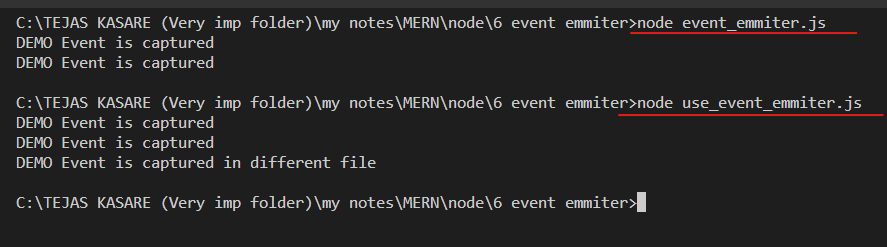 C:\TEJAS KASARE (Very imp folder)\my notes\MERN\node\6 event emmiter>node event_emmiter.js
DEMO Event is captured
DEMO Event is captured
C:\TEJAS KASARE (Very imp folder)\my notes\MERN\node\6 event emmiter>node use_event_emmiter.js
DEMO Event is captured
DEMO Event is captured
DEMO Event is captured in different file
C:\TEJAS KASARE (Very imp folder)\my notes\MERN\node\6 event emmiter>